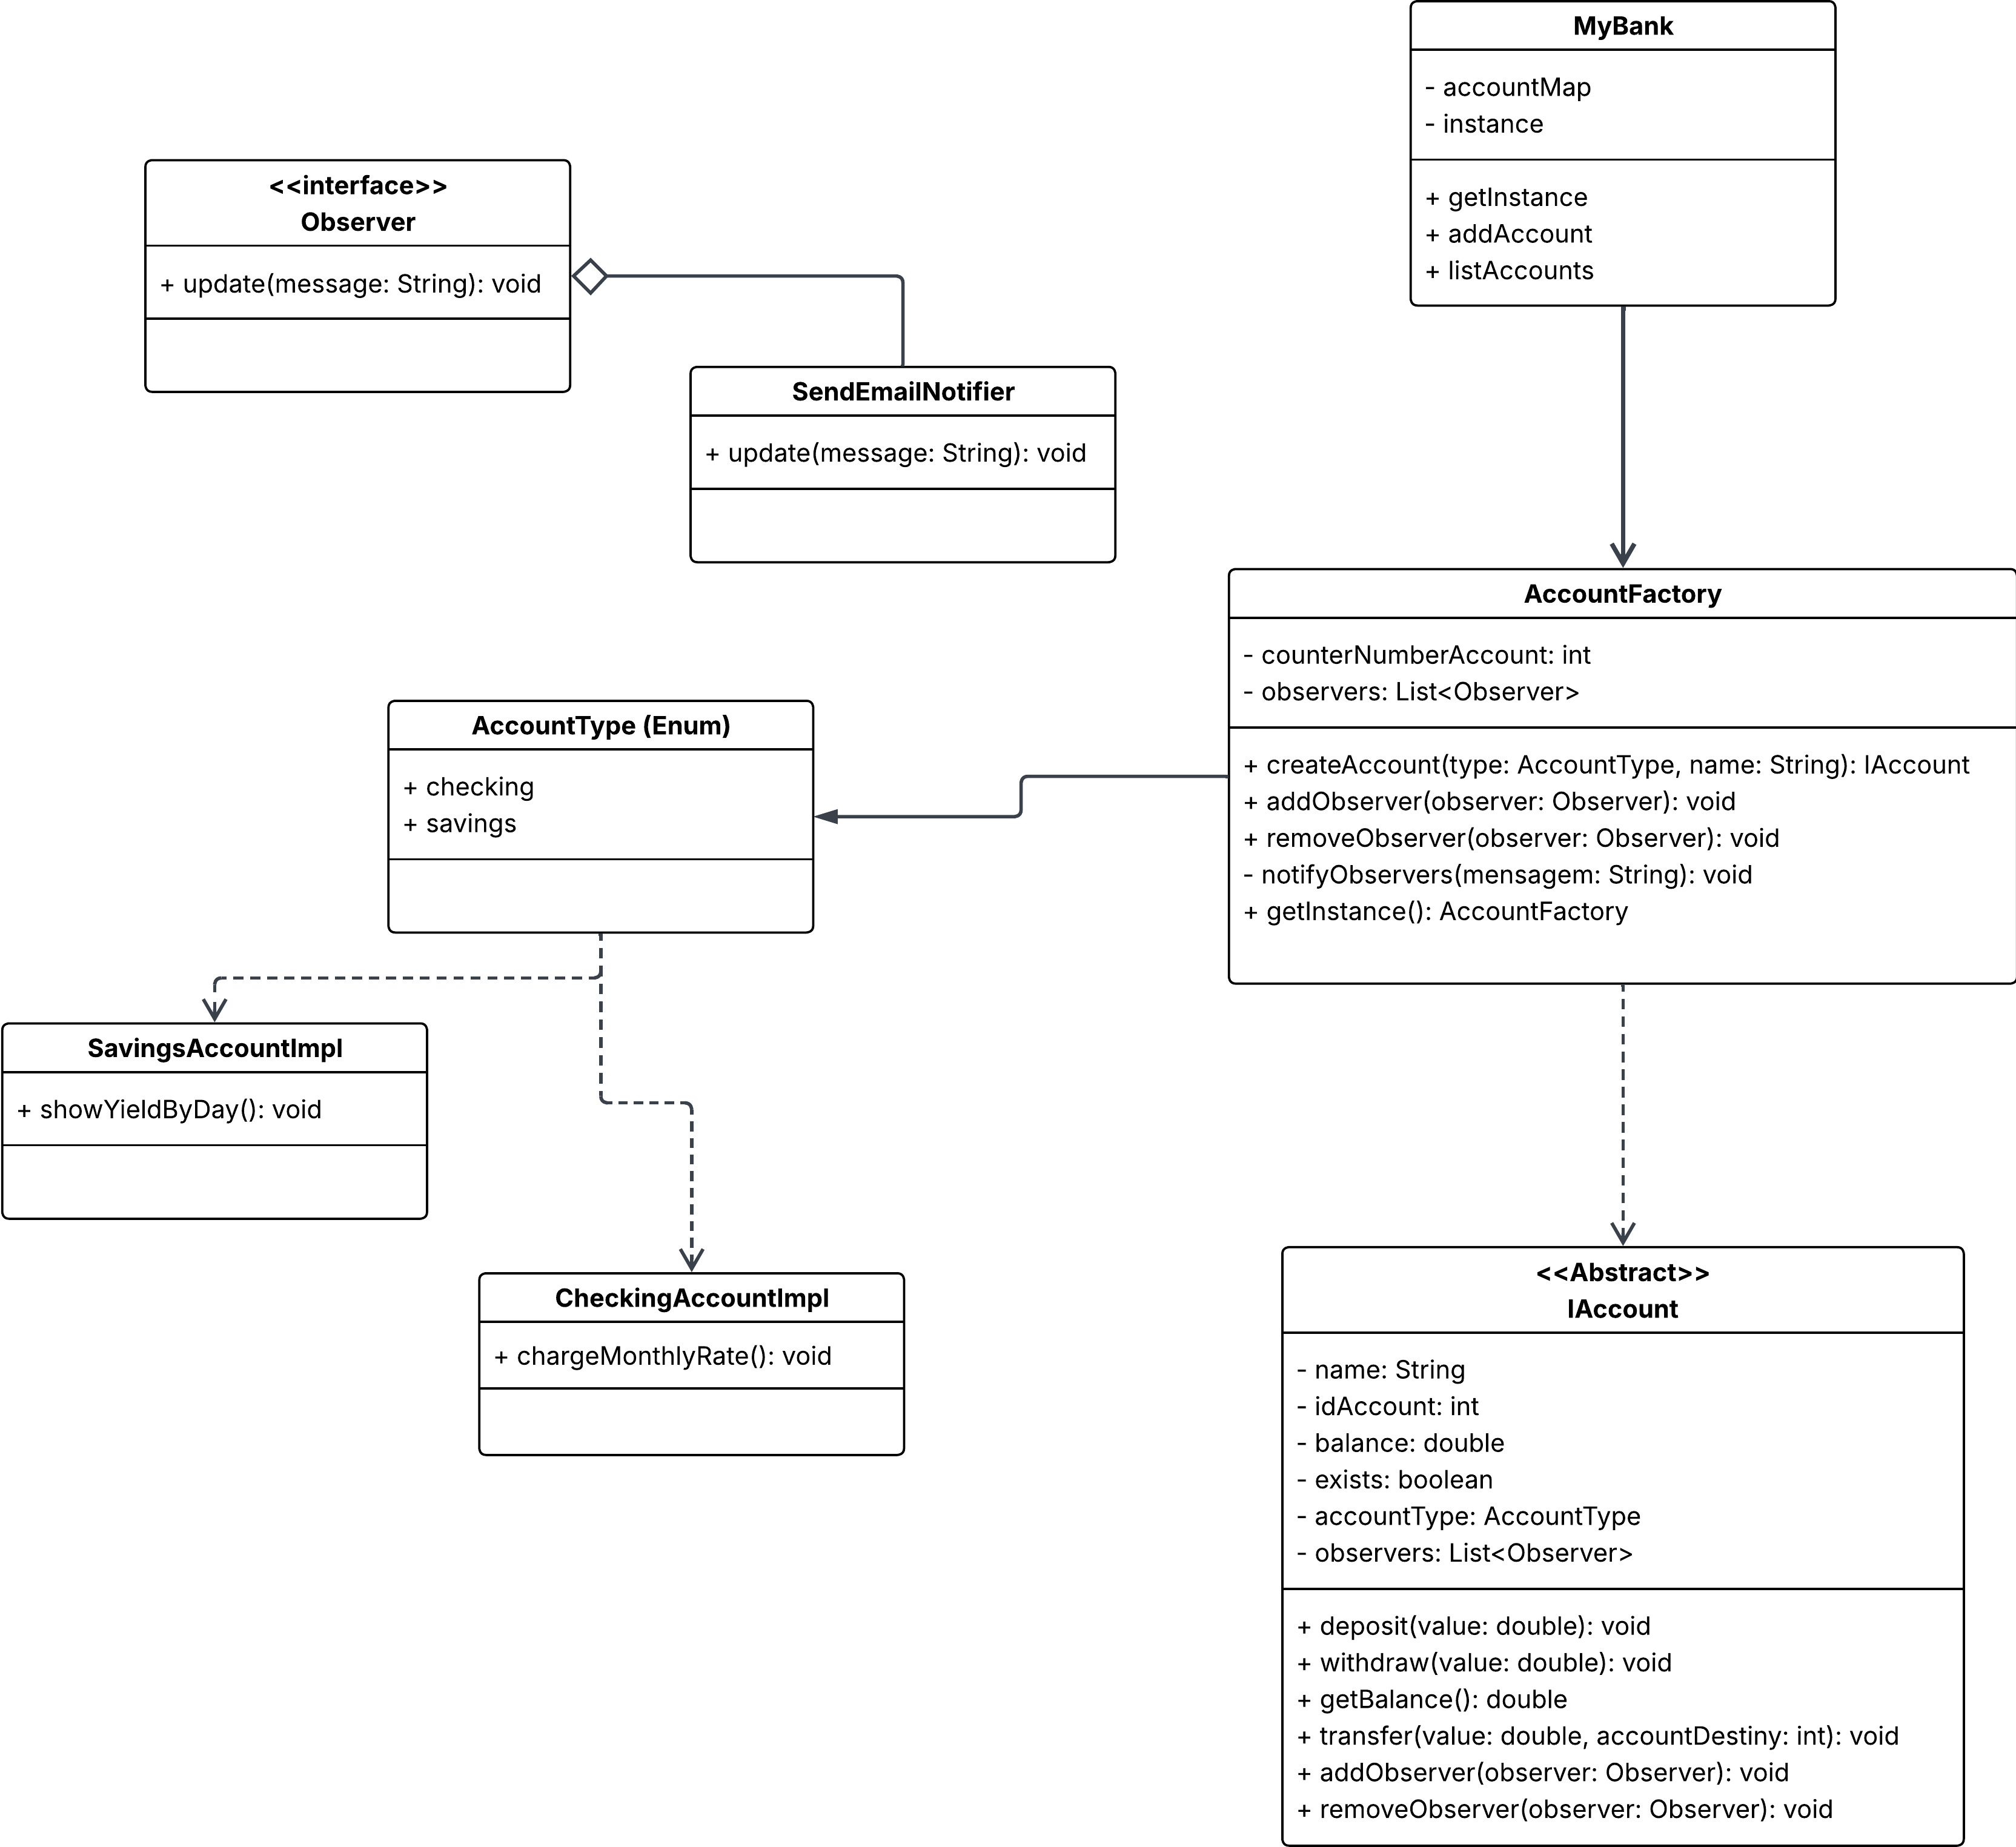 MyBank
- accountMap
- instance
+ getInstance
+ addAccount
+ listAccounts
<<interface>>
Observer
+ update(message: String): void
SendEmailNotifier
+ update(message: String): void
AccountFactory
- counterNumberAccount: int
- observers: List<Observer>
+ createAccount(type: AccountType, name: String): IAccount
+ addObserver(observer: Observer): void
+ removeObserver(observer: Observer): void
- notifyObservers(mensagem: String): void
+ getInstance(): AccountFactory
AccountType (Enum)
+ checking
+ savings
SavingsAccountImpl
+ showYieldByDay(): void
CheckingAccountImpl
+ chargeMonthlyRate(): void
<<Abstract>>
IAccount
- name: String
- idAccount: int
- balance: double
- exists: boolean
- accountType: AccountType
- observers: List<Observer>
+ deposit(value: double): void
+ withdraw(value: double): void
+ getBalance(): double
+ transfer(value: double, accountDestiny: int): void
+ addObserver(observer: Observer): void
+ removeObserver(observer: Observer): void